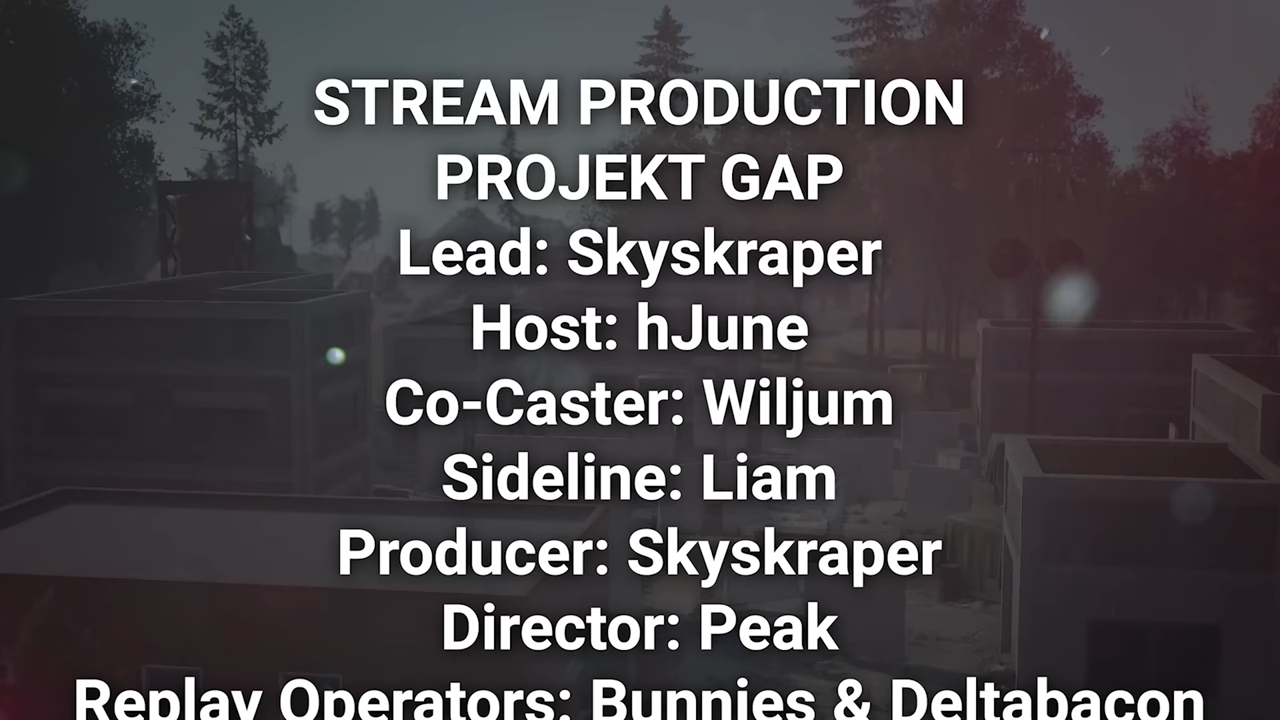 STREAM PRODUCTION
PROJEKT GAP
Lead: Skyskraper
Host: hJune
Co-Caster: Wiljum
Sideline: Liam
Producer: Skyskraper
Director: Peak
Replay Operators: Bunnies & Deltabacon